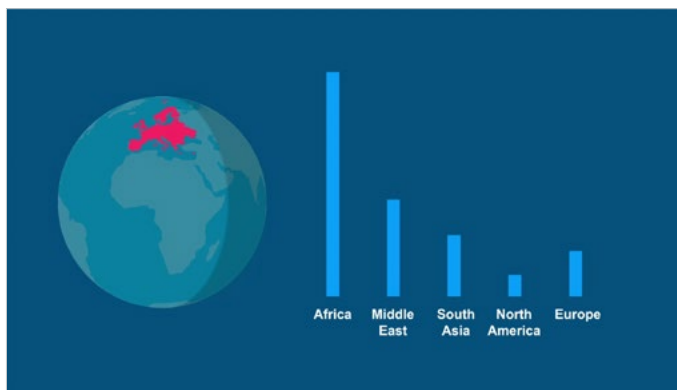 Africa
Middle
East
South
Asia
North
America
Europe